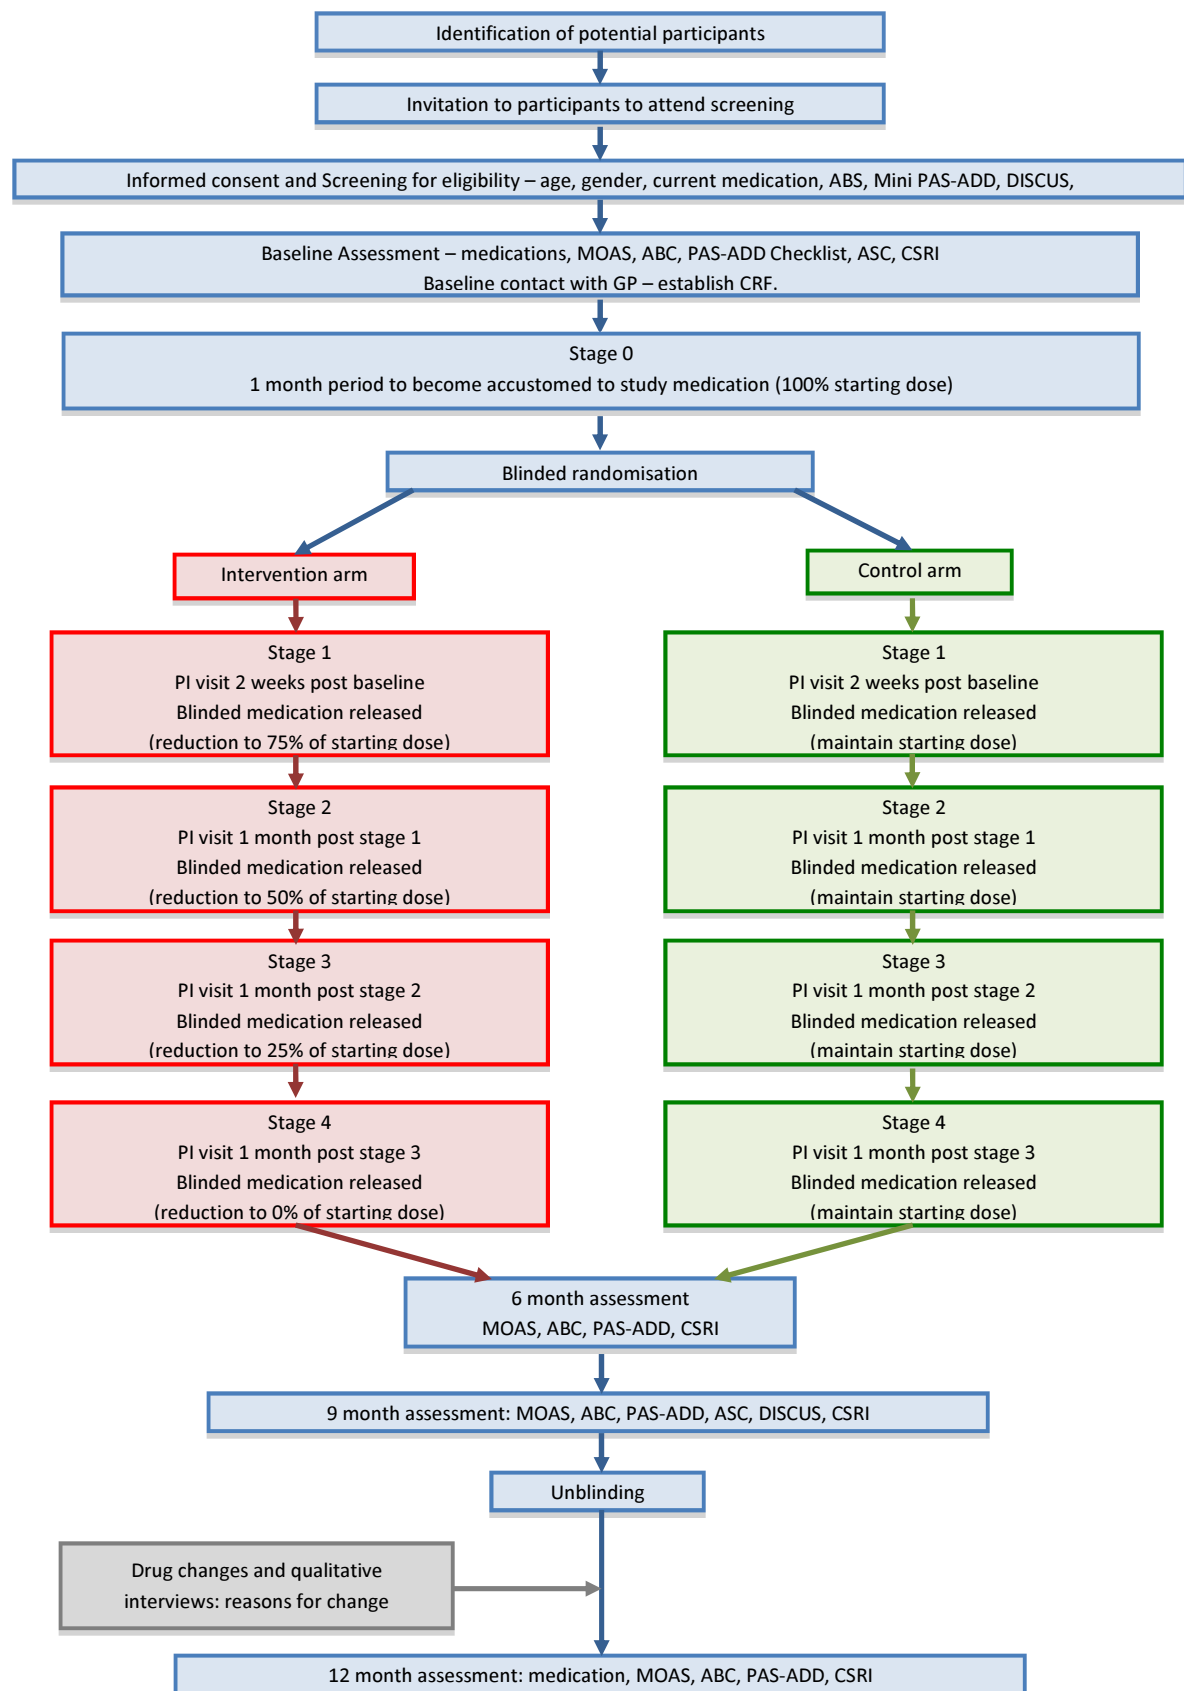 Identification of potential participants
Invitation to participants to attend screening
Informed consent and Screening for eligibility – age, gender, current medication, ABS, Mini PAS-ADD, DISCUS,
Baseline Assessment – medications, MOAS, ABC, PAS-ADD Checklist, ASC, CSRI
Baseline contact with GP – establish CRF.
Stage 0
1 month period to become accustomed to study medication (100% starting dose)
Blinded randomisation
Intervention arm
Stage 1
PI visit 2 weeks post baseline
Blinded medication released
(reduction to 75% of starting dose)
Stage 2
PI visit 1 month post stage 1
Blinded medication released
(reduction to 50% of starting dose)
Stage 3
PI visit 1 month post stage 2
Blinded medication released
(reduction to 25% of starting dose)
Stage 4
PI visit 1 month post stage 3
Blinded medication released
(reduction to 0% of starting dose)
Control arm
Stage 1
PI visit 2 weeks post baseline
Blinded medication released
(maintain starting dose)
Stage 2
PI visit 1 month post stage 1
Blinded medication released
(maintain starting dose)
Stage 3
PI visit 1 month post stage 2
Blinded medication released
(maintain starting dose)
Stage 4
PI visit 1 month post stage 3
Blinded medication released
(maintain starting dose)
6 month assessment
MOAS, ABC, PAS-ADD, CSRI
9 month assessment: MOAS, ABC, PAS-ADD, ASC, DISCUS, CSRI
Unblinding
Drug changes and qualitative
interviews: reasons for change
12 month assessment: medication, MOAS, ABC, PAS-ADD, CSRI